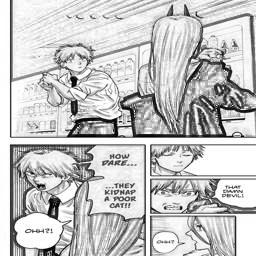 HOW
DARE...
...THEY
KIDNAP
A POOR
CAT!!
OHH?!
THAT
DAMN
DEVIL!
OHH?